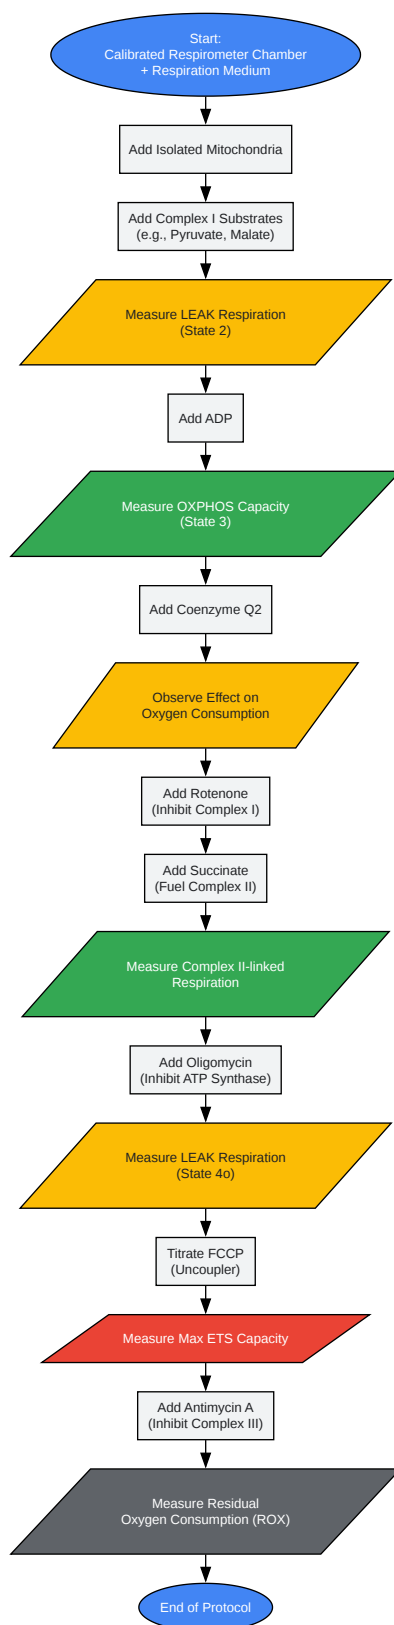 Start:
Calibrated Respirometer Chamber
+ Respiration Medium
Add Isolated Mitochondria
Add Complex I Substrates
(e.g., Pyruvate, Malate)
Measure LEAK Respiration
(State 2)
Add ADP
Measure OXPHOS Capacity
(State 3)
Add Coenzyme Q2
Observe Effect on
Oxygen Consumption
Add Rotenone
(Inhibit Complex I)
Add Succinate
(Fuel Complex II)
Measure Complex II-linked
Respiration
Add Oligomycin
(Inhibit ATP Synthase)
Measure LEAK Respiration
(State 4o)
Titrate FCCP
(Uncoupler)
Measure Max ETS Capacity
Add Antimycin A
(Inhibit Complex III)
Measure Residual
Oxygen Consumption (ROX)
End of Protocol